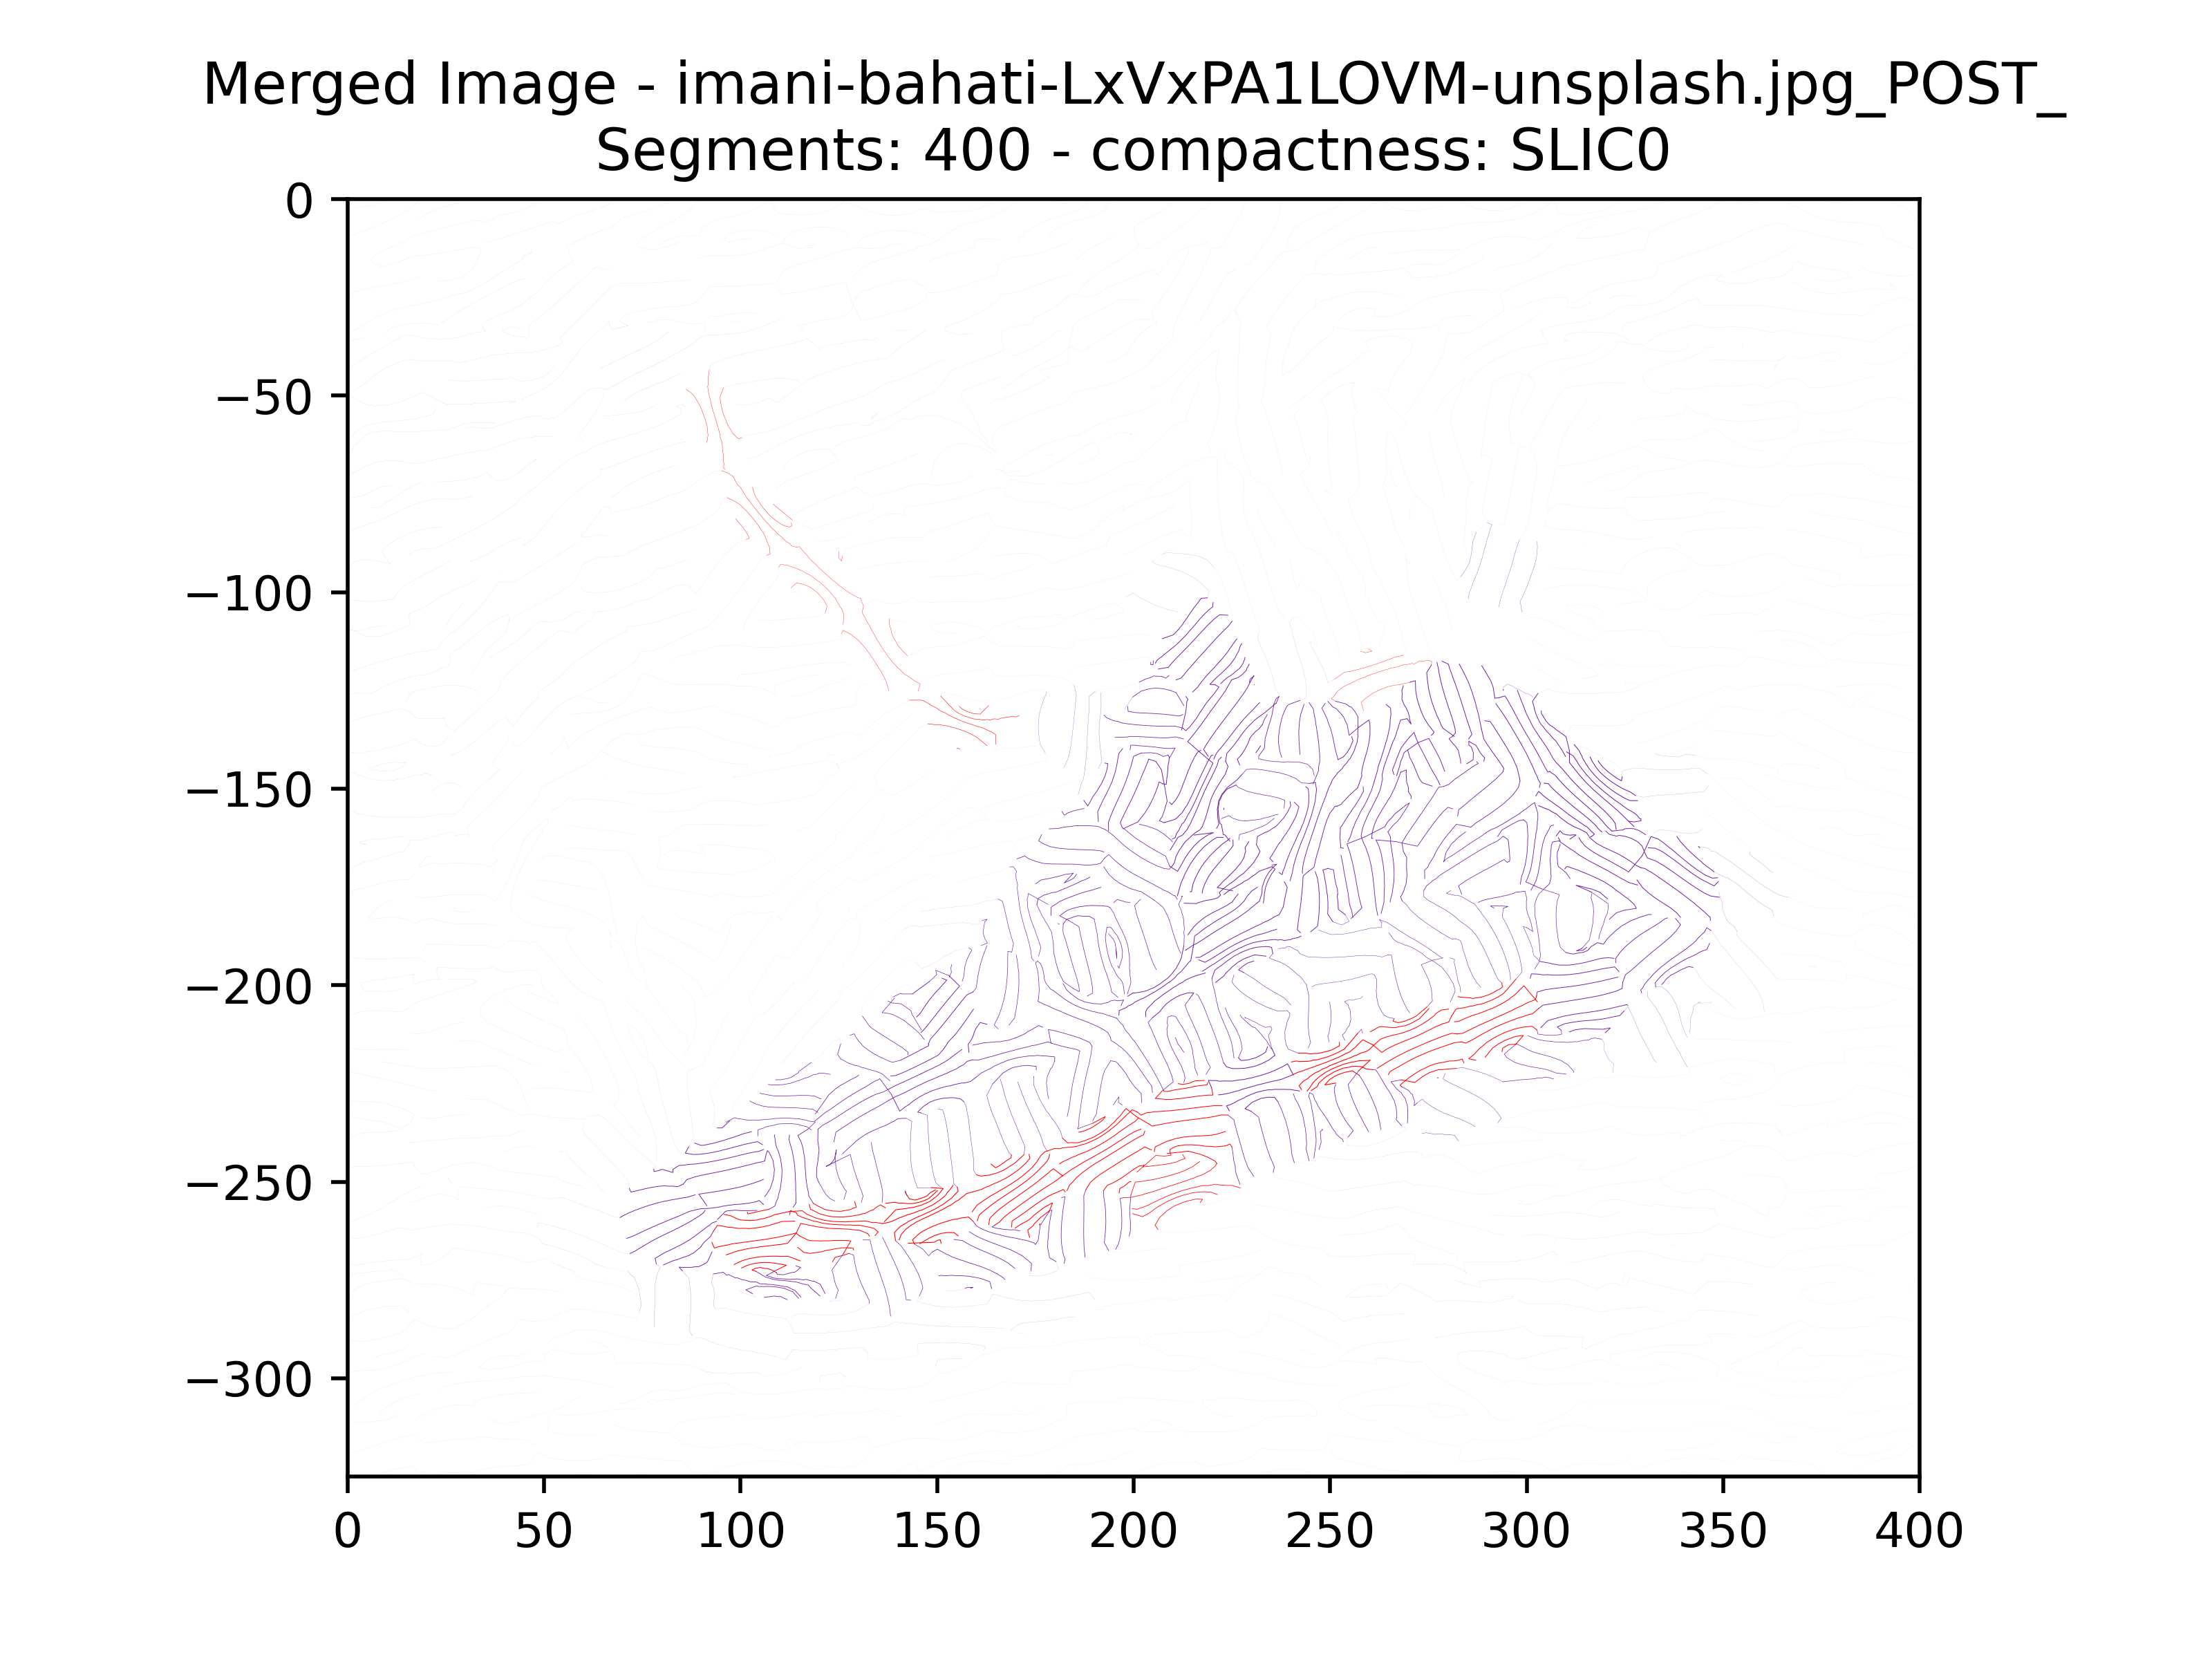 Merged Image - imani-bahati-LxVxPA1LOVM-unsplash.jpg_POST_
Segments: 400 - compactness: SLIC0
0
−50
−100
−150
−200
−250
−300
0 50 100 150 200 250 300 350 400